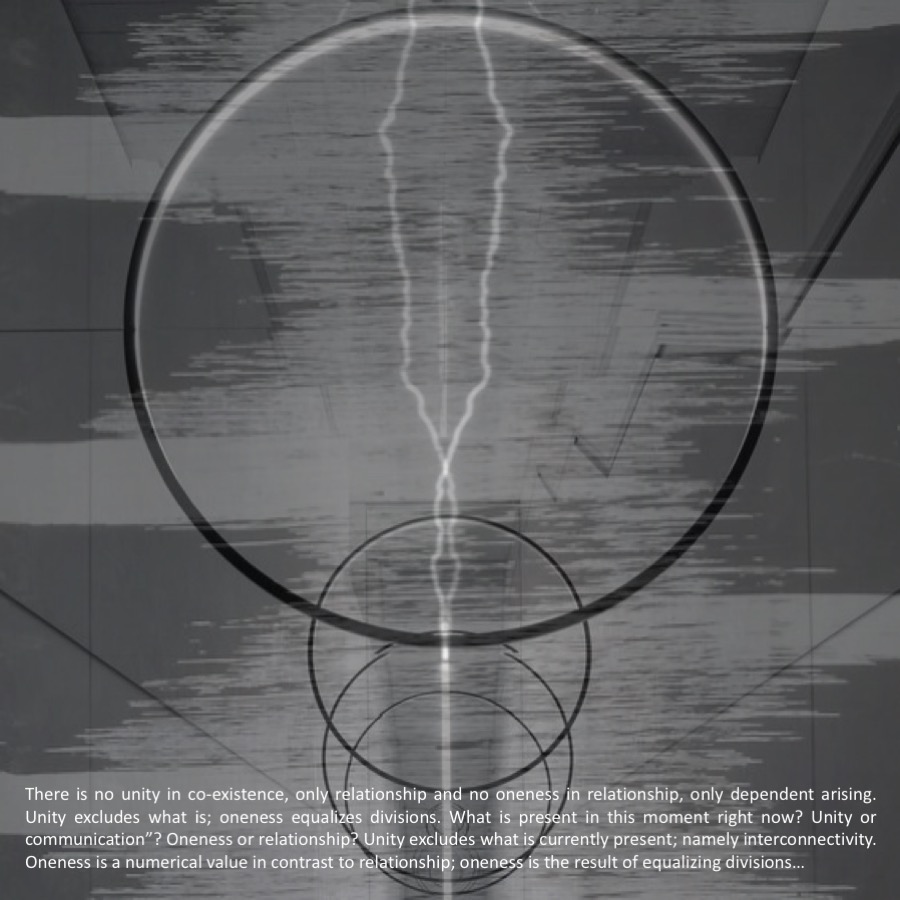 There is no unity in co-existence, only relationship and no oneness in relationship, only dependent arising.
Unity excludes what is; oneness equalizes divisions. What is present in this moment right now? Unity or
communication”? Oneness or relationship? Unity excludes what is currently present; namely interconnectivity.
Oneness is a numerical value in contrast to relationship; oneness is the result of equalizing divisions...